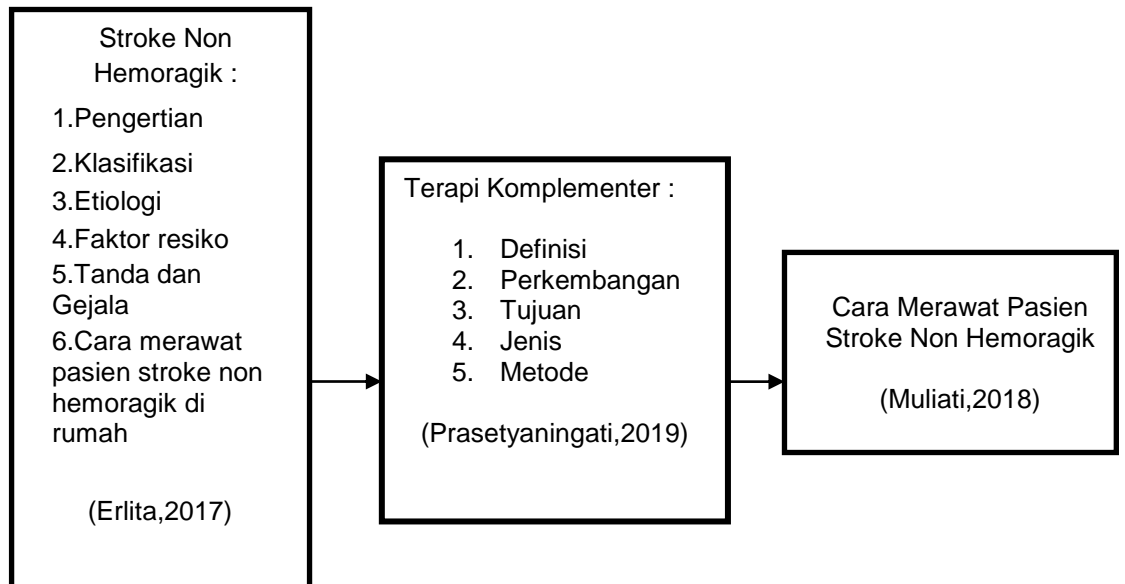 Stroke Non
Hemoragik :
1.Pengertian
2.Klasifikasi
3.Etiologi
4.Faktor resiko
5.Tanda dan
Gejala
6.Cara merawat
pasien stroke non
hemoragik di
rumah
(Erlita,2017)
Terapi Komplementer :
1. Definisi
2. Perkembangan
3. Tujuan
4. Jenis
5. Metode
(Prasetyaningati,2019)
Cara Merawat Pasien
Stroke Non Hemoragik
(Muliati,2018)